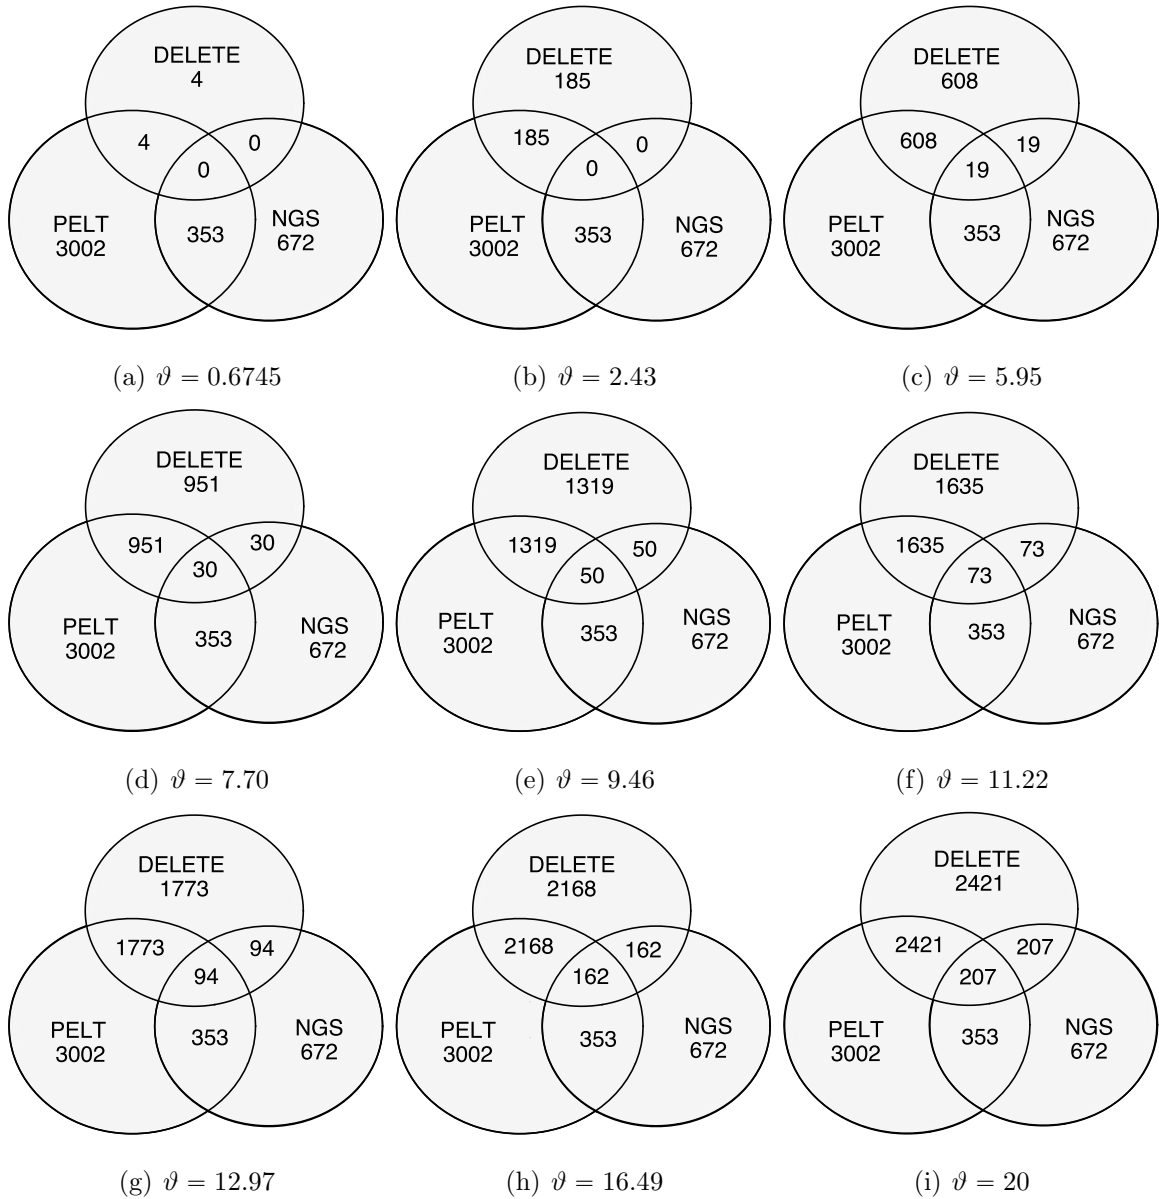 DELETE
4
4
0
0
PELT
3002
353
NGS
672
(a) ϑ = 0.6745
DELETE
185
185
0
0
PELT
3002
353
NGS
672
(b) ϑ = 2.43
DELETE
608
608
19
19
PELT
3002
353
NGS
672
(c) ϑ = 5.95
DELETE
951
951
30
30
PELT
3002
353
NGS
672
(d) ϑ = 7.70
DELETE
1319
1319
50
50
PELT
3002
353
NGS
672
(e) ϑ = 9.46
DELETE
1635
1635
73
73
PELT
3002
353
NGS
672
(f) ϑ = 11.22
DELETE
1773
1773
94
94
PELT
3002
353
NGS
672
(g) ϑ = 12.97
DELETE
2168
2168
162
162
PELT
3002
353
NGS
672
(h) ϑ = 16.49
DELETE
2421
2421
207
207
PELT
3002
353
NGS
672
(i) ϑ = 20